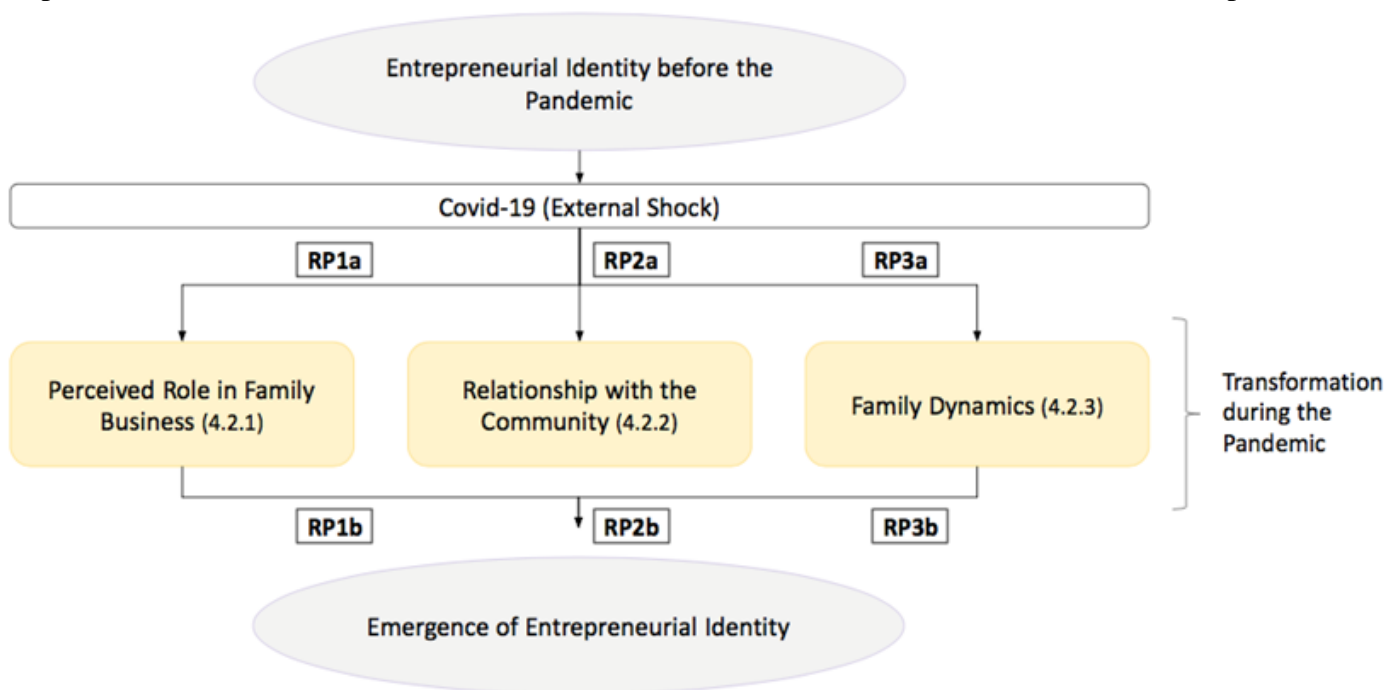 Entrepreneurial Identity before the
Pandemic
Covid-19 (External Shock)
RP1a
RP2a
RP3a
Perceived Role in Family
Business (4.2.1)
Relationship with the
Community (4.2.2)
Family Dynamics (4.2.3)
Transformation
during the
Pandemic
RP1b
RP2b
RP3b
Emergence of Entrepreneurial Identity